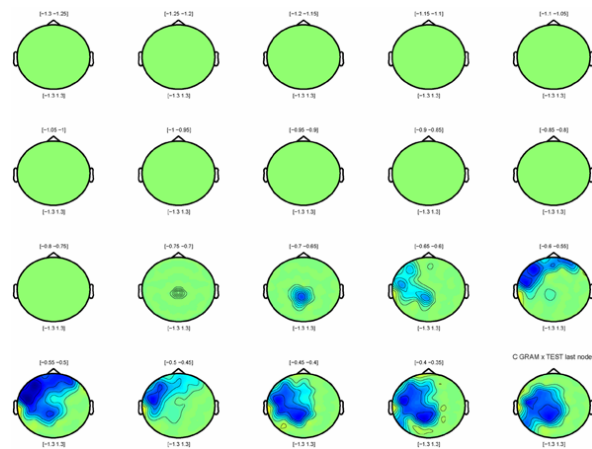 [−1.3 −1.25] [−1.25 −1.2] [−1.2 −1.15] [−1.15 −1.1] [−1.1 −1.05]
[−1.3 1.3] [−1.3 1.3] [−1.3 1.3] [−1.3 1.3] [−1.3 1.3]
[−1.05 −1] [−1 −0.95] [−0.95 −0.9] [−0.9 −0.85] [−0.85 −0.8]
[−1.3 1.3] [−1.3 1.3] [−1.3 1.3] [−1.3 1.3] [−1.3 1.3]
[−0.8 −0.75] [−0.75 −0.7] [−0.7 −0.65] [−0.65 −0.6] [−0.6 −0.55]
[−1.3 1.3] [−1.3 1.3] [−1.3 1.3] [−1.3 1.3] [−1.3 1.3]
[−0.55 −0.5] [−0.5 −0.45] [−0.45 −0.4] [−0.4 −0.35] C GRAM x TEST last node
[−1.3 1.3] [−1.3 1.3] [−1.3 1.3] [−1.3 1.3] [−1.3 1.3]